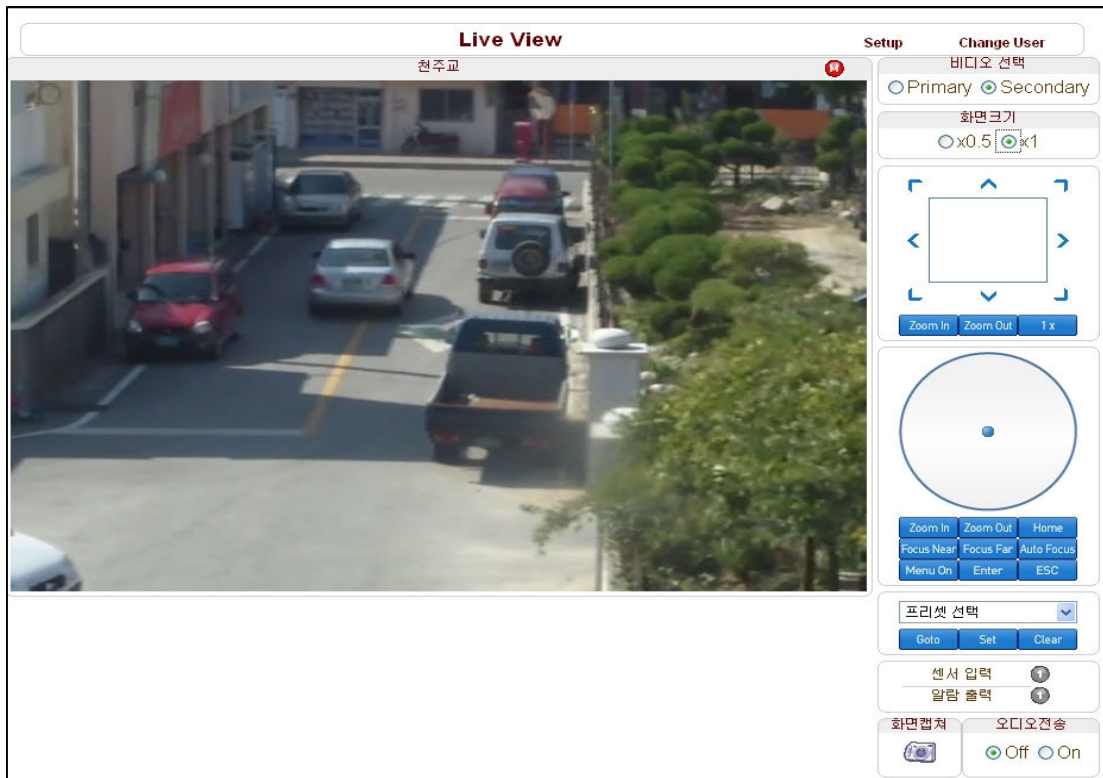 Live View
Setup
Change User
천주교
M
비디오 선택
Primary Secondary
화면크기
x0.5 x1
Zoom In Zoom Out 1 x
Zoom In Zoom Out Home
Focus Near Focus Far Auto Focus
Menu On Enter ESC
프리셋 선택
Goto Set Clear
센서 입력 1
알람 출력 1
화면캡쳐
오디오전송
Off On